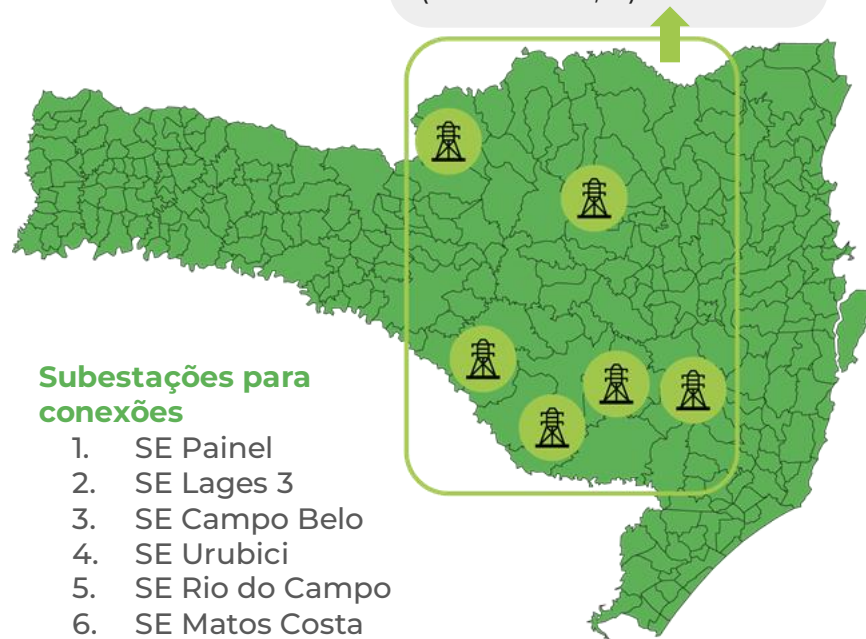 Subestações para
conexões
1. SE Painel
2. SE Lages 3
3. SE Campo Belo
4. SE Urubici
5. SE Rio do Campo
6. SE Matos Costa